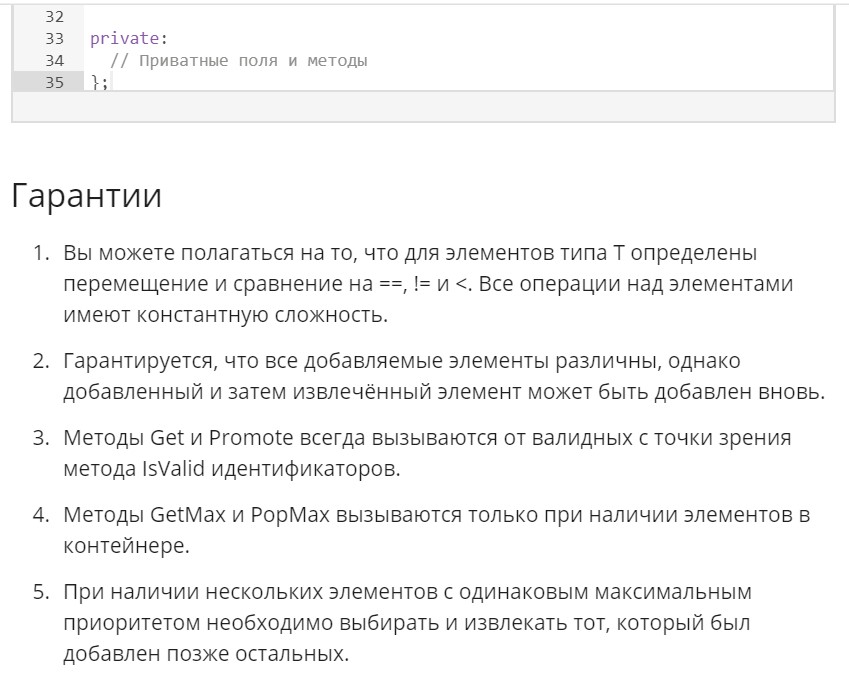 32
33 private:
34 // Приватные поля и методы
35 };
Гарантии
1. Вы можете полагаться на то, что для элементов типа T определены
перемещение и сравнение на ==, != и <. Все операции над элементами
имеют константную сложность.
2. Гарантируется, что все добавляемые элементы различны, однако
добавленный и затем извлечённый элемент может быть добавлен вновь.
3. Методы Get и Promote всегда вызываются от валидных с точки зрения
метода IsValid идентификаторов.
4. Методы GetMax и PopMax вызываются только при наличии элементов в
контейнере.
5. При наличии нескольких элементов с одинаковым максимальным
приоритетом необходимо выбирать и извлекать тот, который был
добавлен позже остальных.